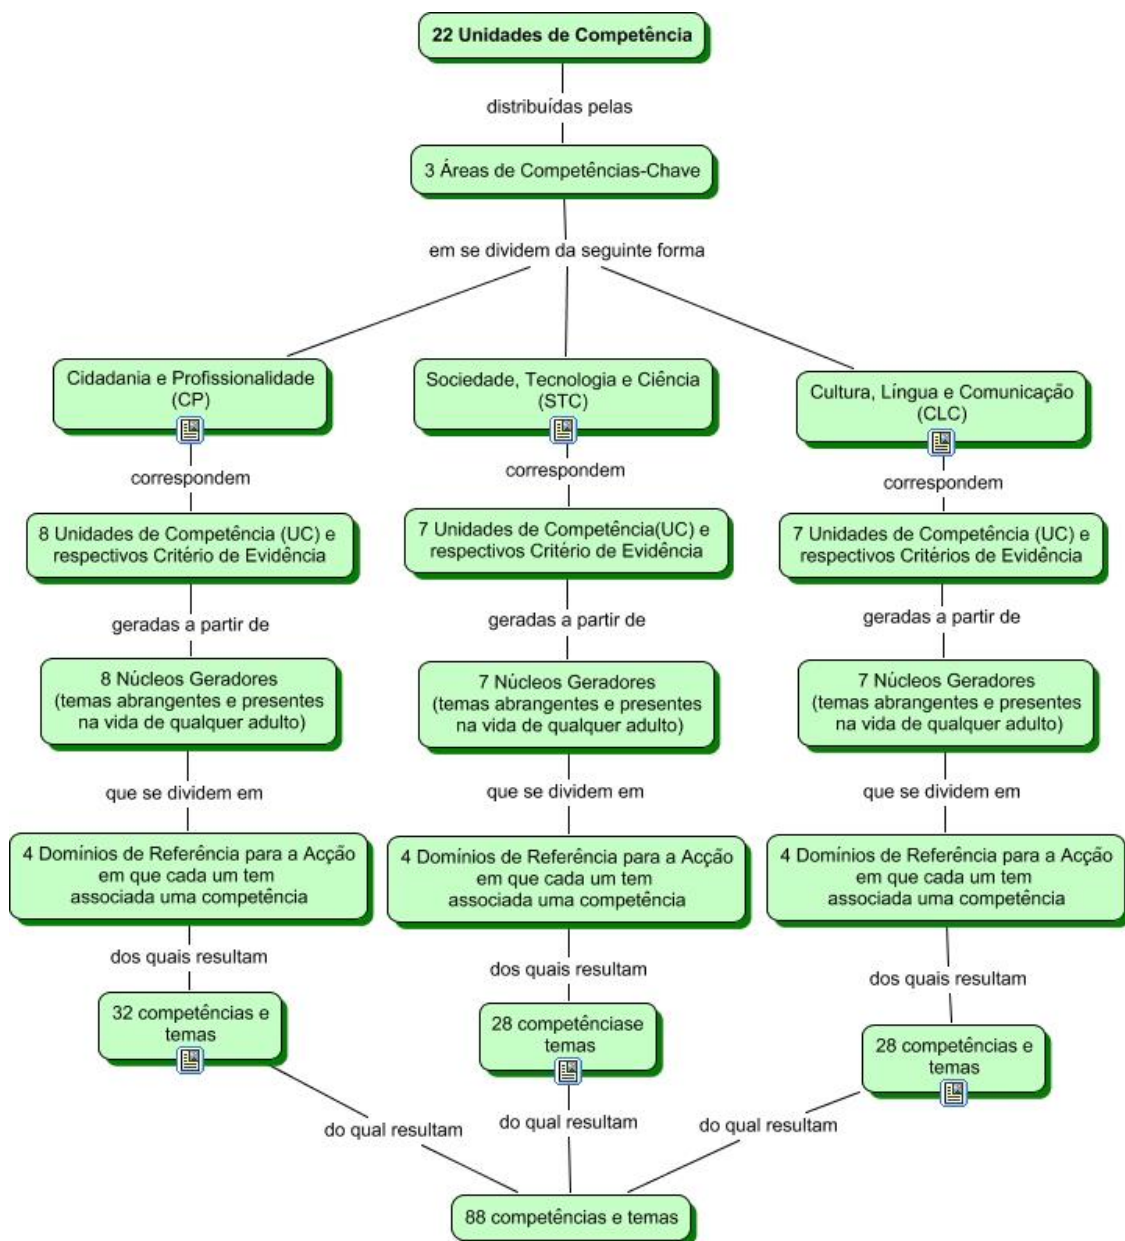 22 Unidades de Competência
distribuídas pelas
3 Áreas de Competências-Chave
em se dividem da seguinte forma
Cidadania e Profissionalidade
(CP)
correspondem
8 Unidades de Competência (UC) e
respectivos Critério de Evidência
geradas a partir de
8 Núcleos Geradores
(temas abrangentes e presentes
na vida de qualquer adulto)
que se dividem em
4 Domínios de Referência para a Acção
em que cada um tem
associada uma competência
dos quais resultam
32 competências e
temas
do qual resultam
Sociedade, Tecnologia e Ciência
(STC)
correspondem
7 Unidades de Competência(UC) e
respectivos Critério de Evidência
geradas a partir de
7 Núcleos Geradores
(temas abrangentes e presentes
na vida de qualquer adulto)
que se dividem em
4 Domínios de Referência para a Acção
em que cada um tem
associada uma competência
dos quais resultam
28 competênciase
temas
do qual resultam
Cultura, Língua e Comunicação
(CLC)
correspondem
7 Unidades de Competência (UC) e
respectivos Critérios de Evidência
geradas a partir de
7 Núcleos Geradores
(temas abrangentes e presentes
na vida de qualquer adulto)
que se dividem em
4 Domínios de Referência para a Acção
em que cada um tem
associada uma competência
dos quais resultam
28 competências e
temas
do qual resultam
88 competências e temas